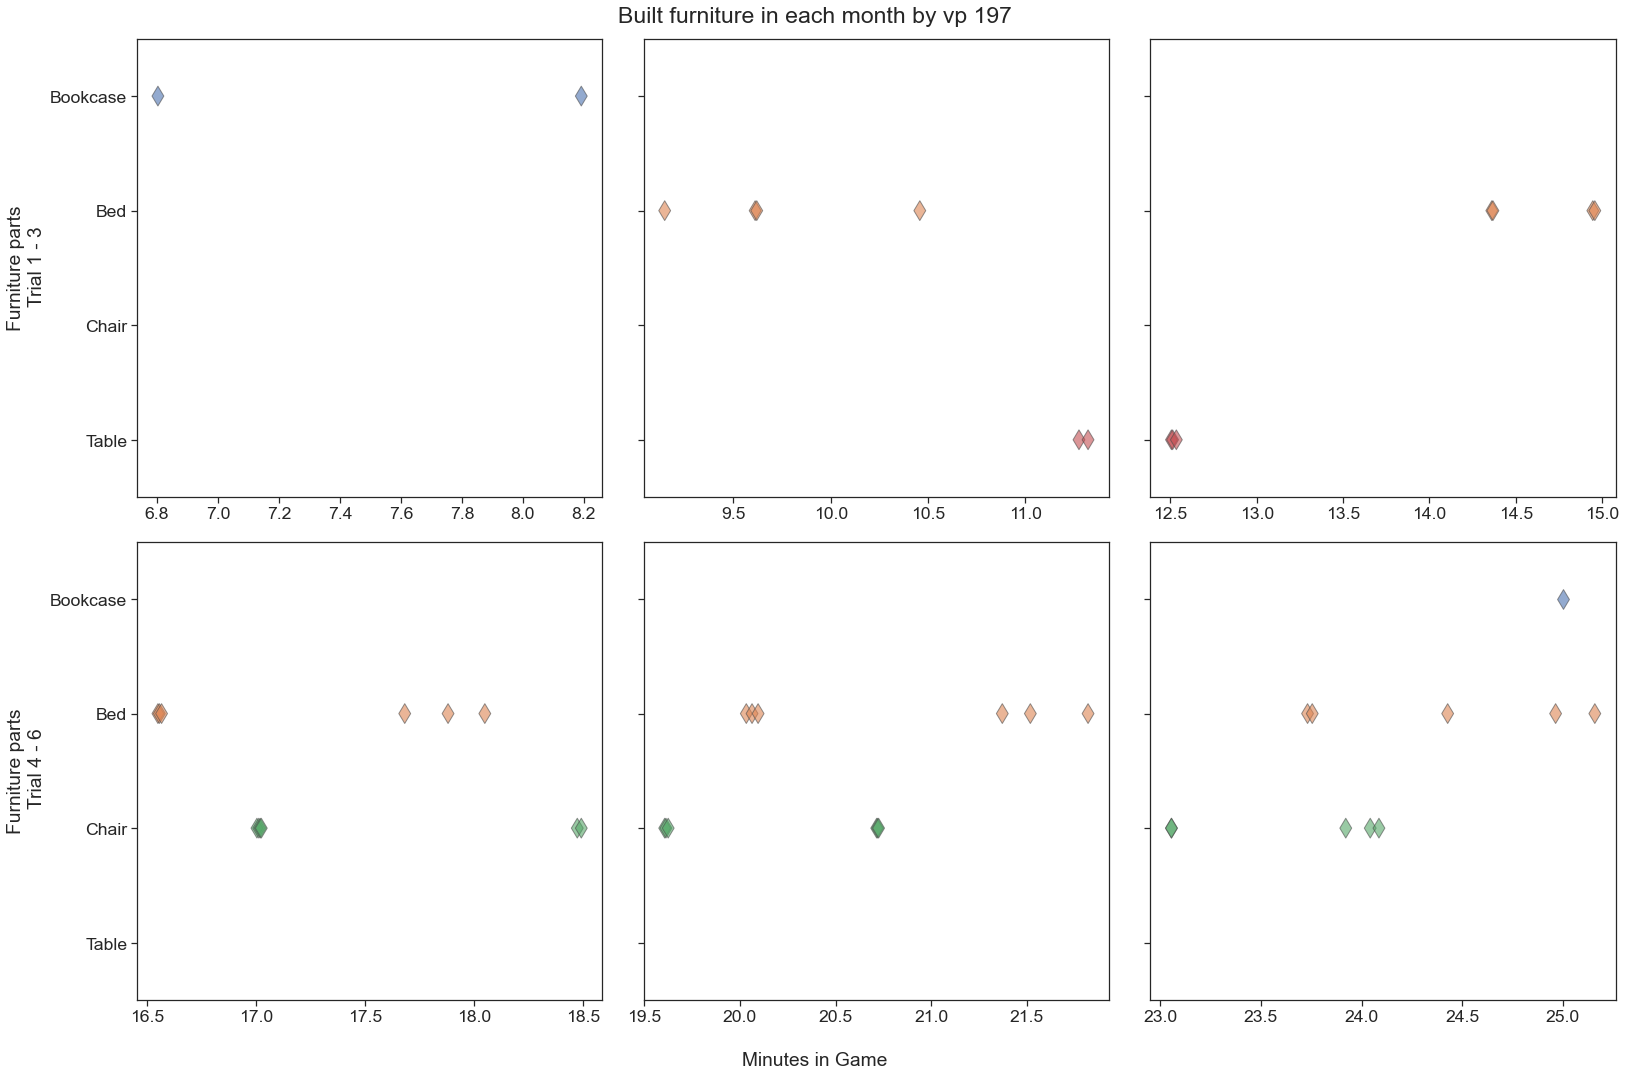 Built furniture in each month by vp 197
Furniture parts
Trial 1 - 3
Bookcase
Bed
Chair
Table
6.8 7.0 7.2 7.4 7.6 7.8 8.0 8.2
9.5 10.0 10.5 11.0
12.5 13.0 13.5 14.0 14.5 15.0
Furniture parts
Trial 4 - 6
Bookcase
Bed
Chair
Table
16.5 17.0 17.5 18.0 18.5
19.5 20.0 20.5 21.0 21.5
23.0 23.5 24.0 24.5 25.0
Minutes in Game